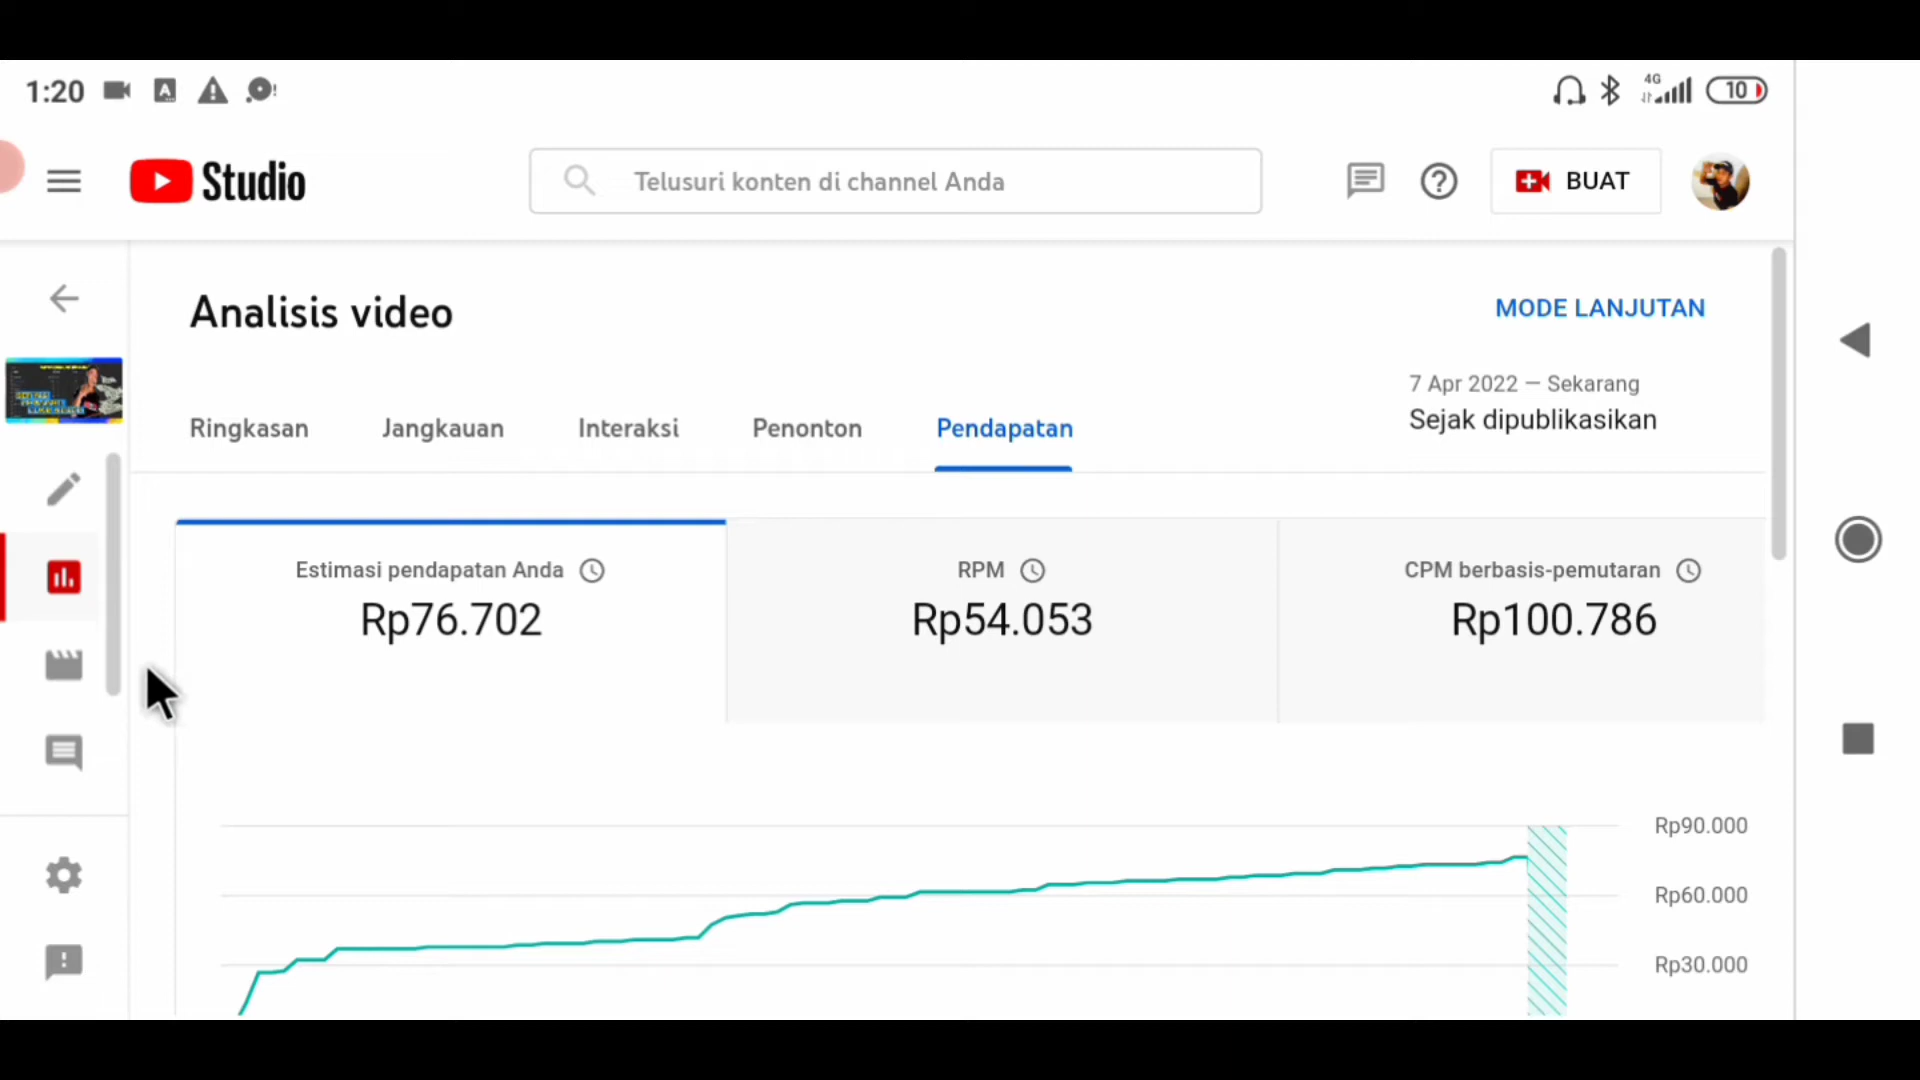 1:20
4G
10
Studio
Telusuri konten di channel Anda
BUAT
Analisis video
MODE LANJUTAN
7 Apr 2022 — Sekarang
Sejak dipublikasikan
Ringkasan
Jangkauan
Interaksi
Penonton
Pendapatan
Estimasi pendapatan Anda
Rp76.702
RPM
Rp54.053
CPM berbasis-pemutaran
Rp100.786
Rp90.000
Rp60.000
Rp30.000